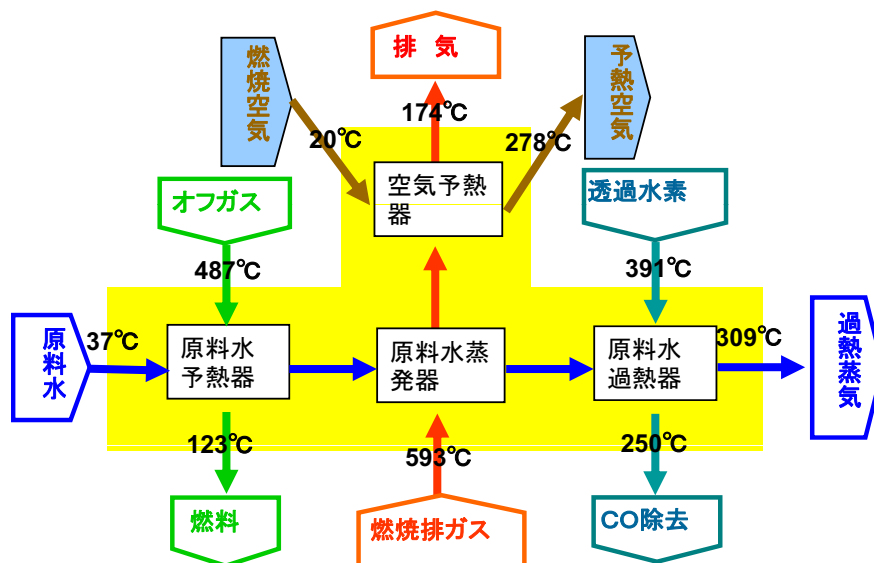 排 気
燃焼空気
予熱空気
174℃
20℃
278℃
空気予熱
器
オフガス
透過水素
487℃
391℃
原料水
37℃
原料水
予熱器
原料水蒸
発器
原料水
過熱器
309℃
過熱蒸気
123℃
593℃
250℃
燃料
燃焼排ガス
CO除去